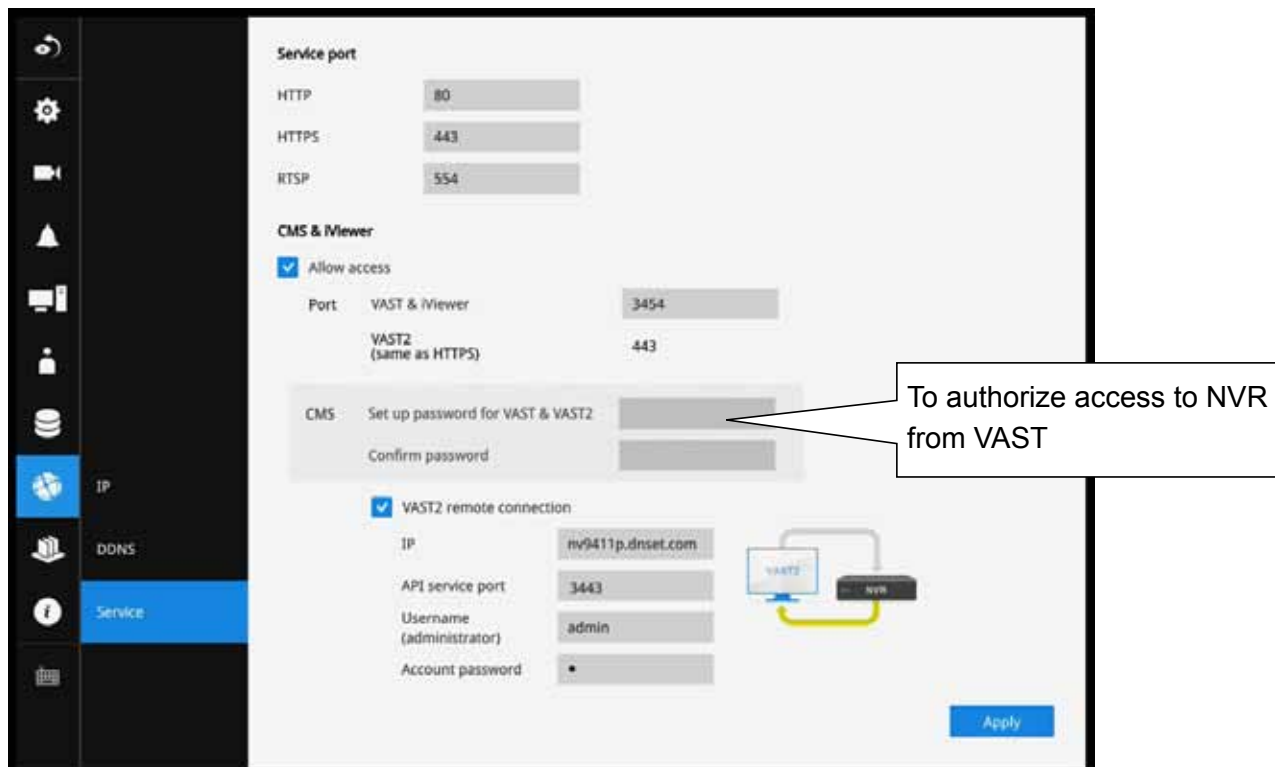 Service port
HTTP 80
HTTPS 443
RTSP 554
CMS & iViewer
Allow access
Port VAST & iViewer 3454
VAST2
(same as HTTPS) 443
To authorize access to NVR
from VAST
CMS Set up password for VAST & VAST2
Confirm password
IP
VAST2 remote connection
DDNS
IP nv9411p.dnset.com
VAST2
NVR
API service port 3443
Service
Username
(administrator) admin
Account password •
Apply